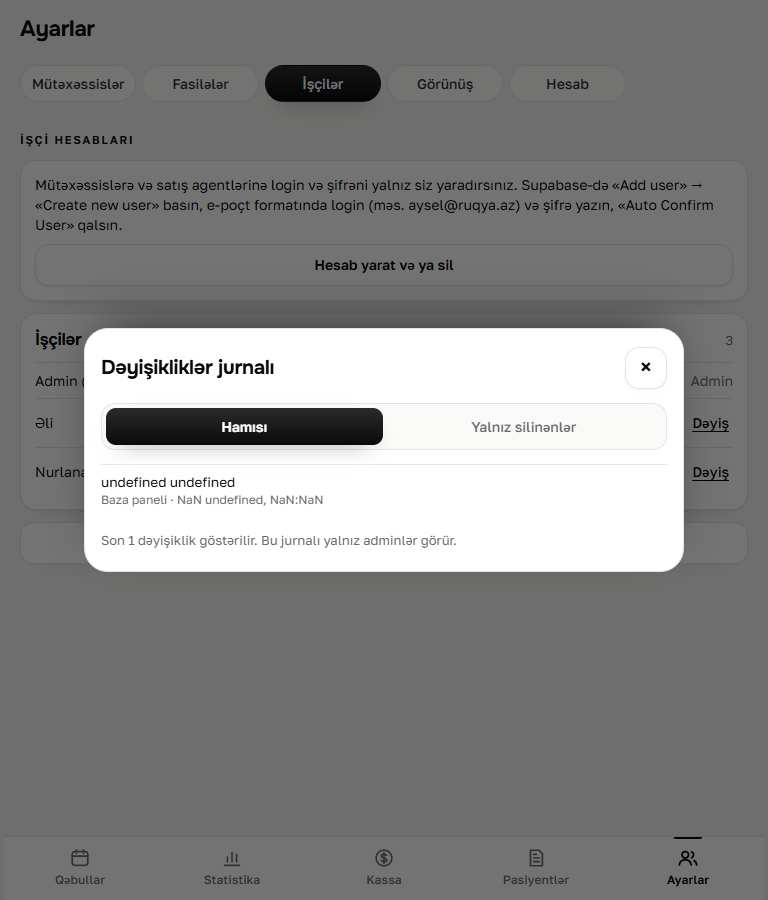 Ayarlar
Mütəxəssislər
Fasilələr
İşçilər
Görünüş
Hesab
İŞÇİ HESABLARI
Mütəxəssislərə və satış agentlərinə login və şifrəni yalnız siz yaradırsınız. Supabase-də «Add user» →
«Create new user» basın, e-poçt formatında login (məs. aysel@ruqya.az) və şifrə yazın, «Auto Confirm
User» qalsın.
Hesab yarat və ya sil
İşçilər
3
Admin
Admin
Əli
Dəyiş
Nurlana
Dəyiş
Dəyişikliklər jurnalı
×
Hamısı
Yalnız silinənlər
undefined undefined
Baza paneli · NaN undefined, NaN:NaN
Son 1 dəyişiklik göstərilir. Bu jurnalı yalnız adminlər görür.
Qəbullar
Statistika
Kassa
Pasiyentlər
Ayarlar